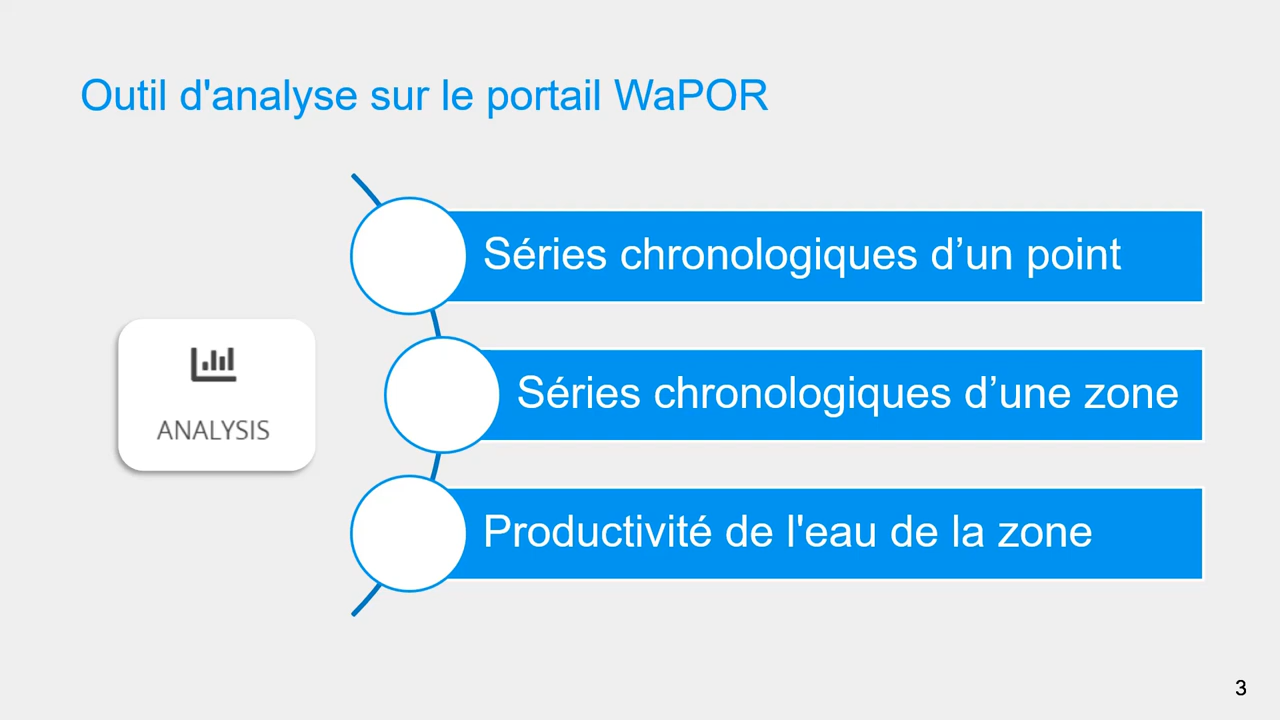 Outil d'analyse sur le portail WaPOR
Séries chronologiques d’un point
ANALYSIS
Séries chronologiques d’une zone
Productivité de l'eau de la zone
3